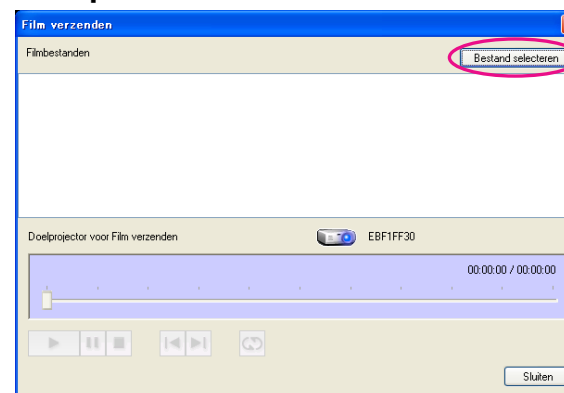 Film verzenden
Filmbestanden
Bestand selecteren
Doelprojector voor Film verzenden EBF1FF30
00:00:00 / 00:00:00
Sluiten